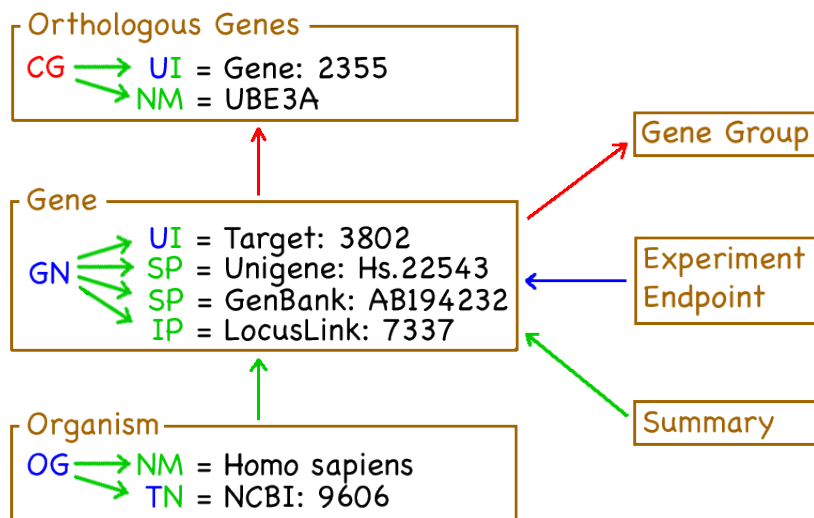 Orthologous Genes
CG UI = Gene: 2355
NM = UBE3A
Gene Group
Gene
UI = Target: 3802
GN SP = Unigene: Hs.22543
SP = GenBank: AB194232
IP = LocusLink: 7337
Experiment
Endpoint
Summary
Organism
OG NM = Homo sapiens
TN = NCBI: 9606